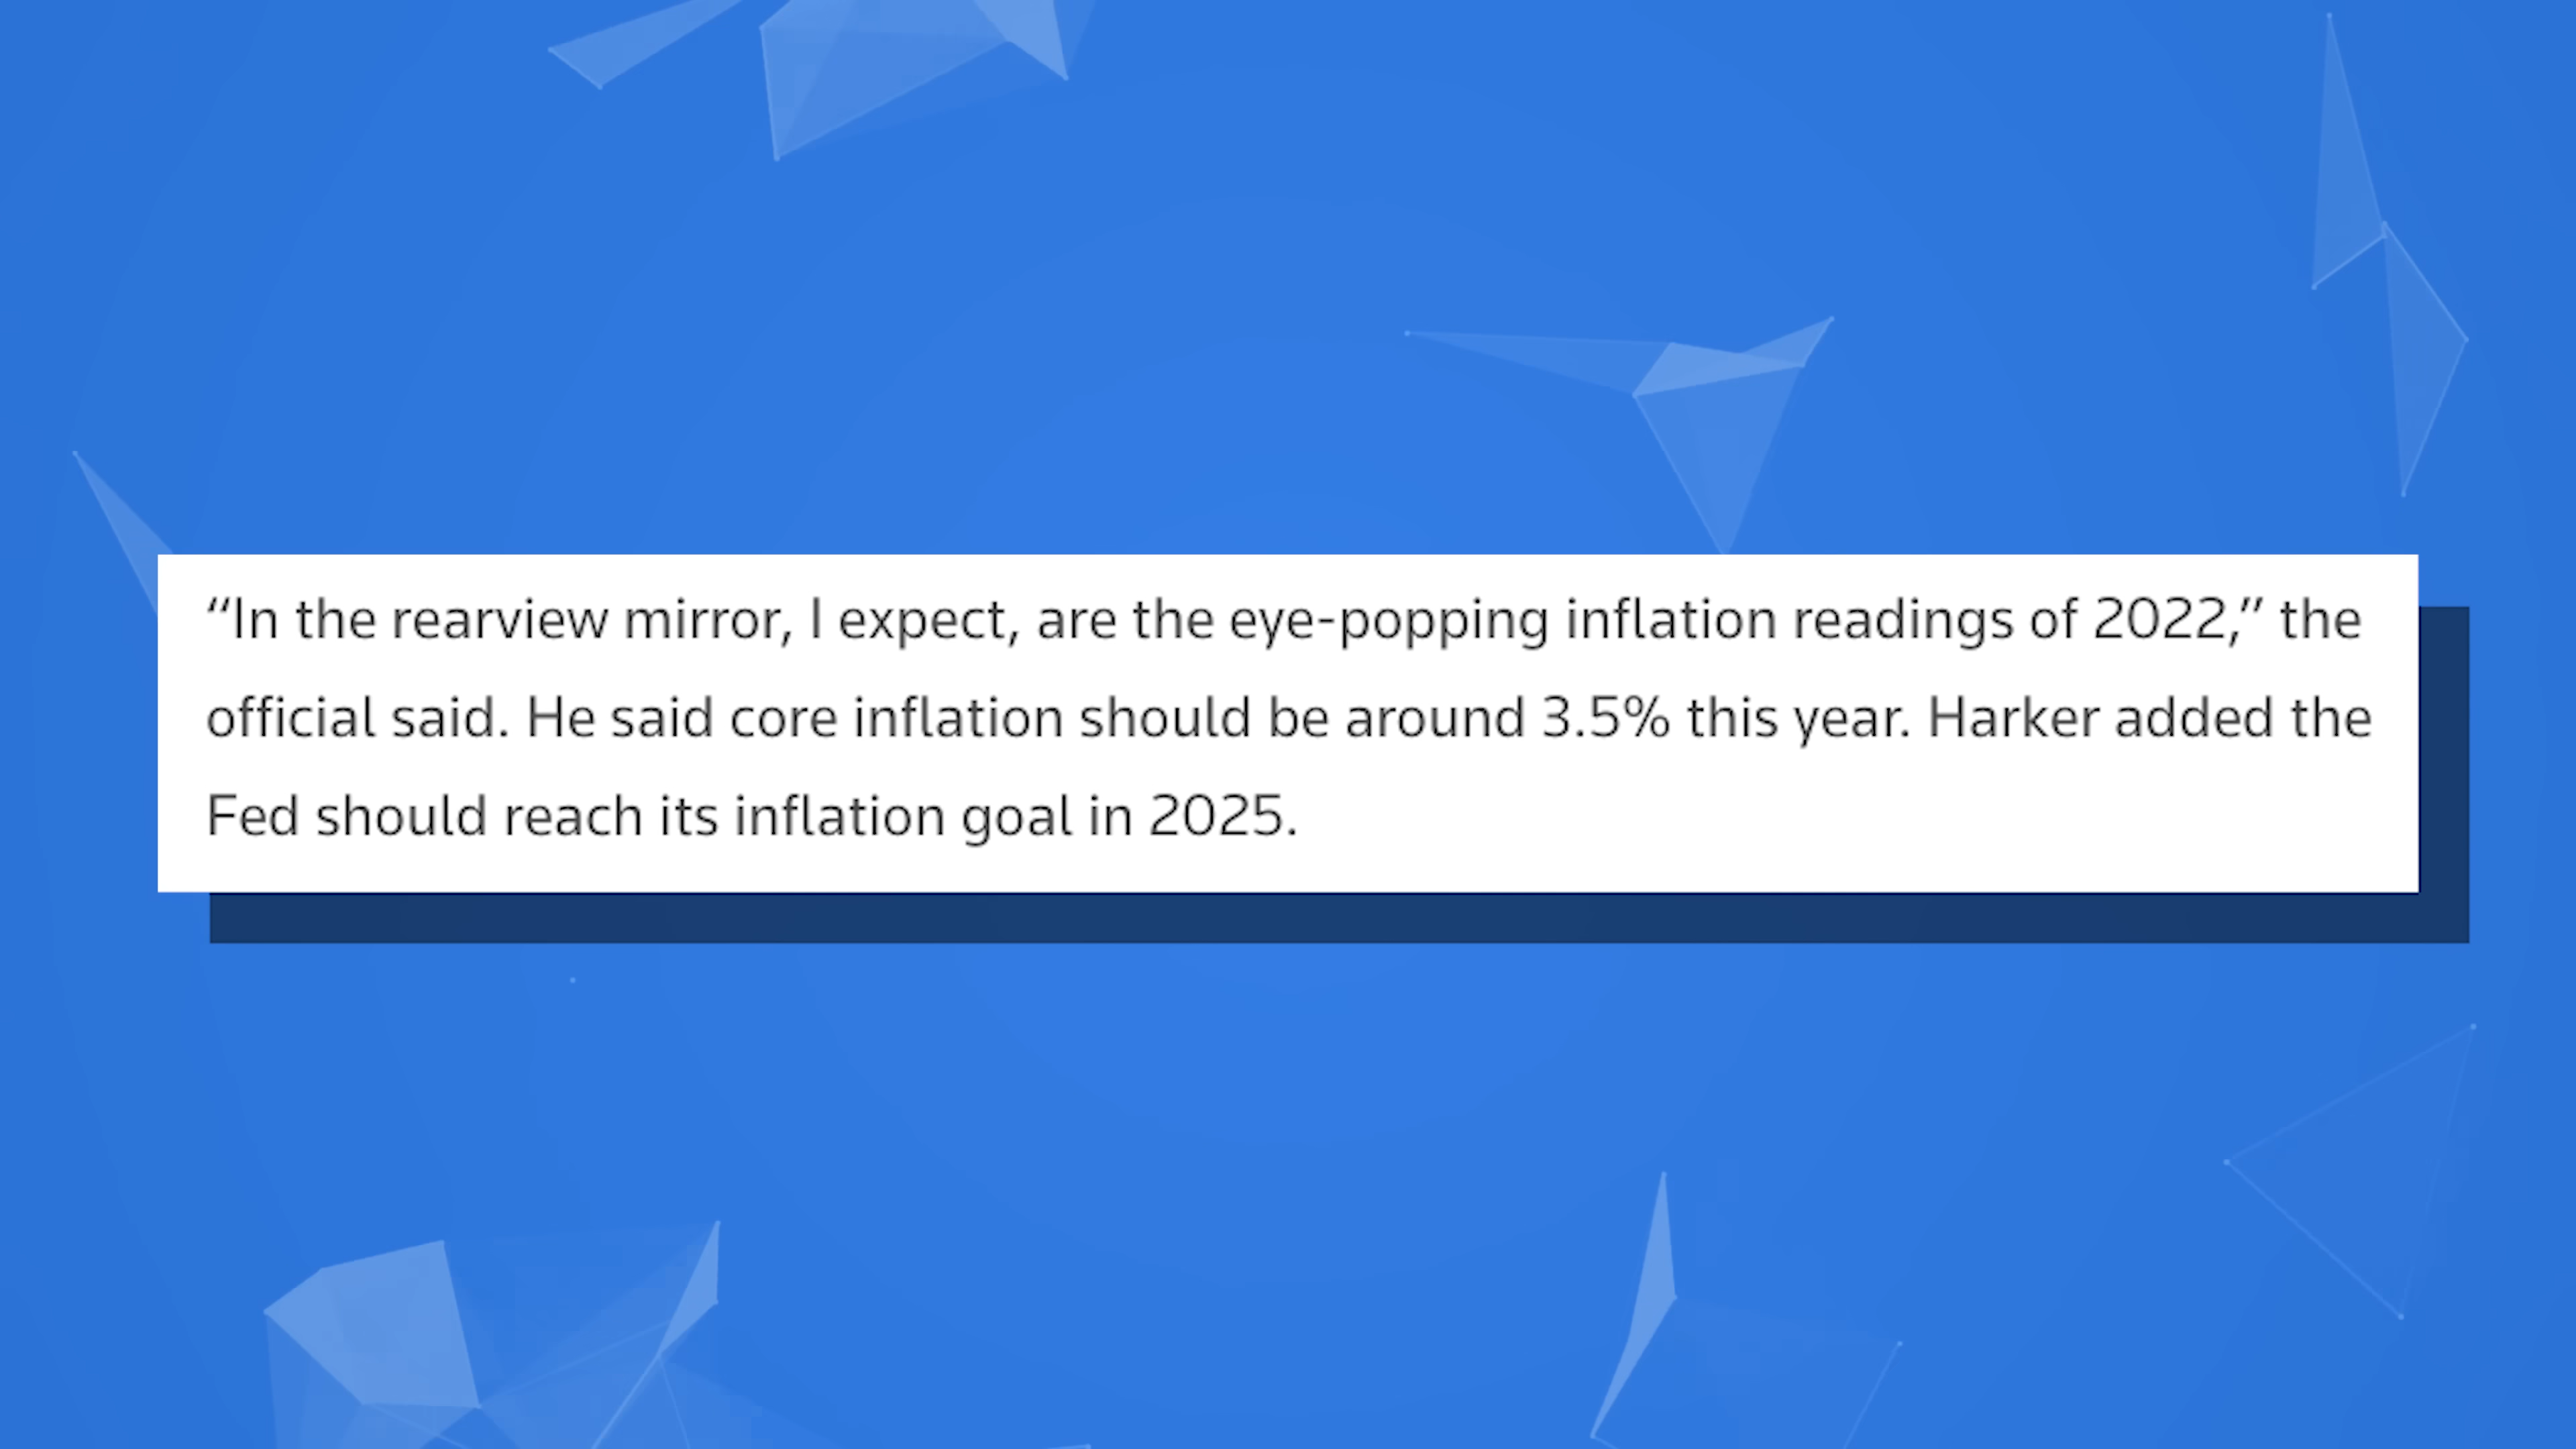 “In the rearview mirror, I expect, are the eye-popping inflation readings of 2022,” the
official said. He said core inflation should be around 3.5% this year. Harker added the
Fed should reach its inflation goal in 2025.